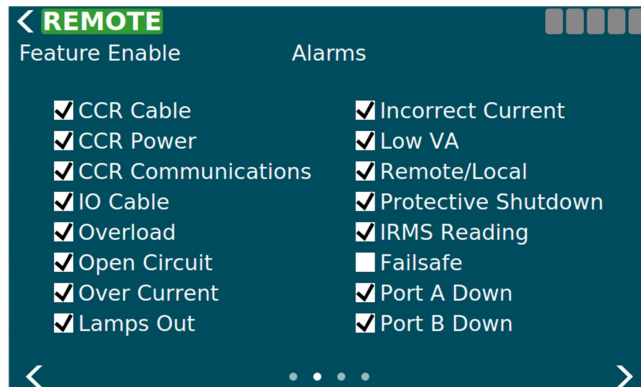 REMOTE
Feature Enable Alarms
CCR Cable
CCR Power
CCR Communications
IO Cable
Overload
Open Circuit
Over Current
Lamps Out
Incorrect Current
Low VA
Remote/Local
Protective Shutdown
IRMS Reading
Failsafe
Port A Down
Port B Down